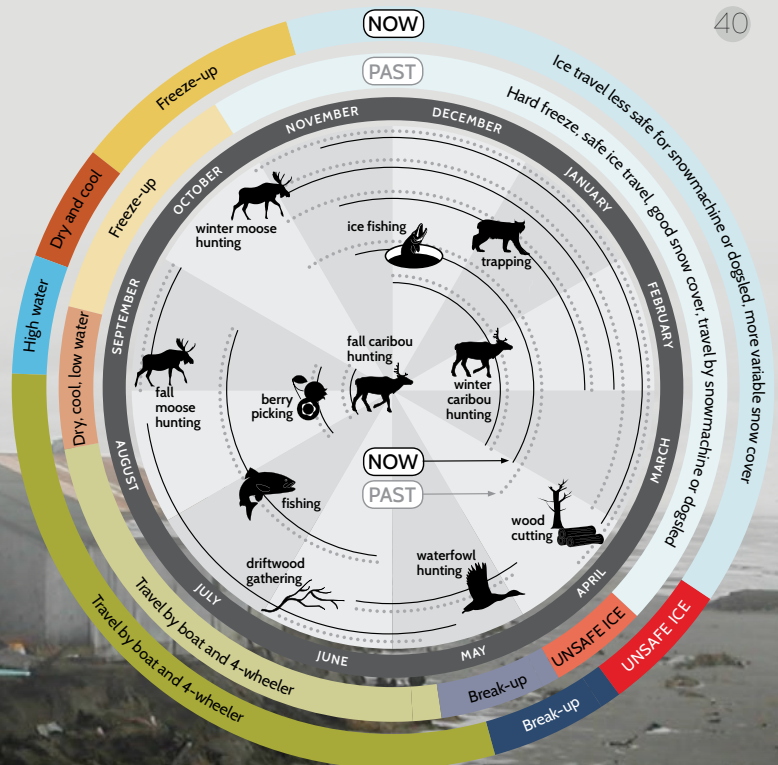 40
NOW
PAST
Ice travel less safe for snowmachine or dogsled, more variable snow cover
Hard freeze, safe ice travel, good snow cover, travel by snowmachine or dogsled
Freeze-up
Freeze-up
Dry and cool
High water
Dry, cool, low water
Travel by boat and 4-wheeler
Travel by boat and 4-wheeler
Break-up
Break-up
UNSAFE ICE
UNSAFE ICE
NOVEMBER
DECEMBER
JANUARY
FEBRUARY
MARCH
APRIL
MAY
JUNE
JULY
AUGUST
SEPTEMBER
OCTOBER
winter moose
hunting
ice fishing
trapping
fall caribou
hunting
winter
caribou
hunting
fall
moose
hunting
berry
picking
NOW
PAST
fishing
wood
cutting
waterfowl
hunting
driftwood
gathering